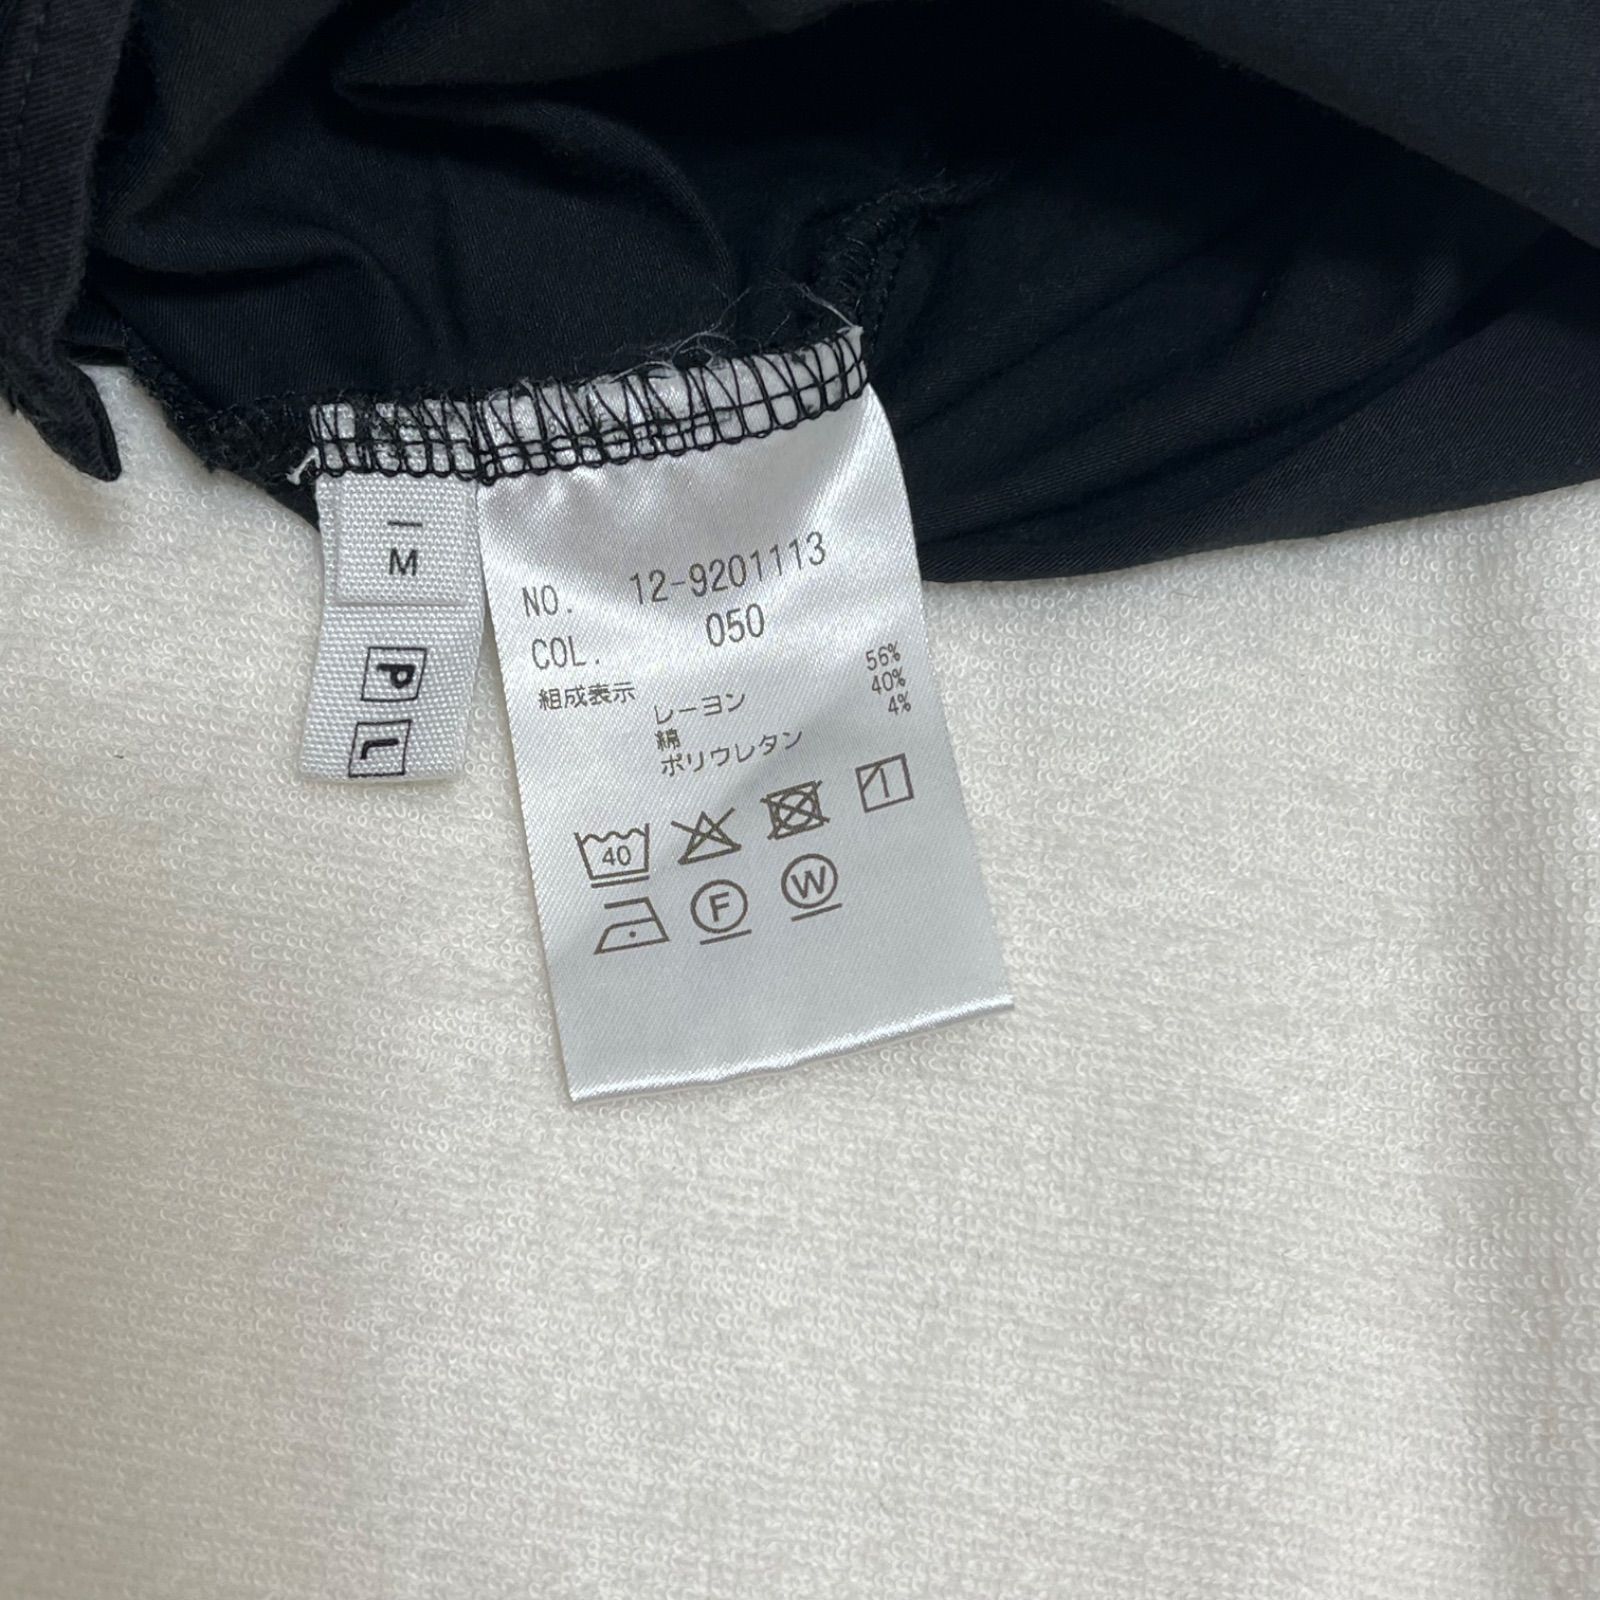 M
P
L
NO. 12-9201113
COL. 050
組成表示
レーヨン 56%
綿 40%
ポリウレタン 4%
40
F W